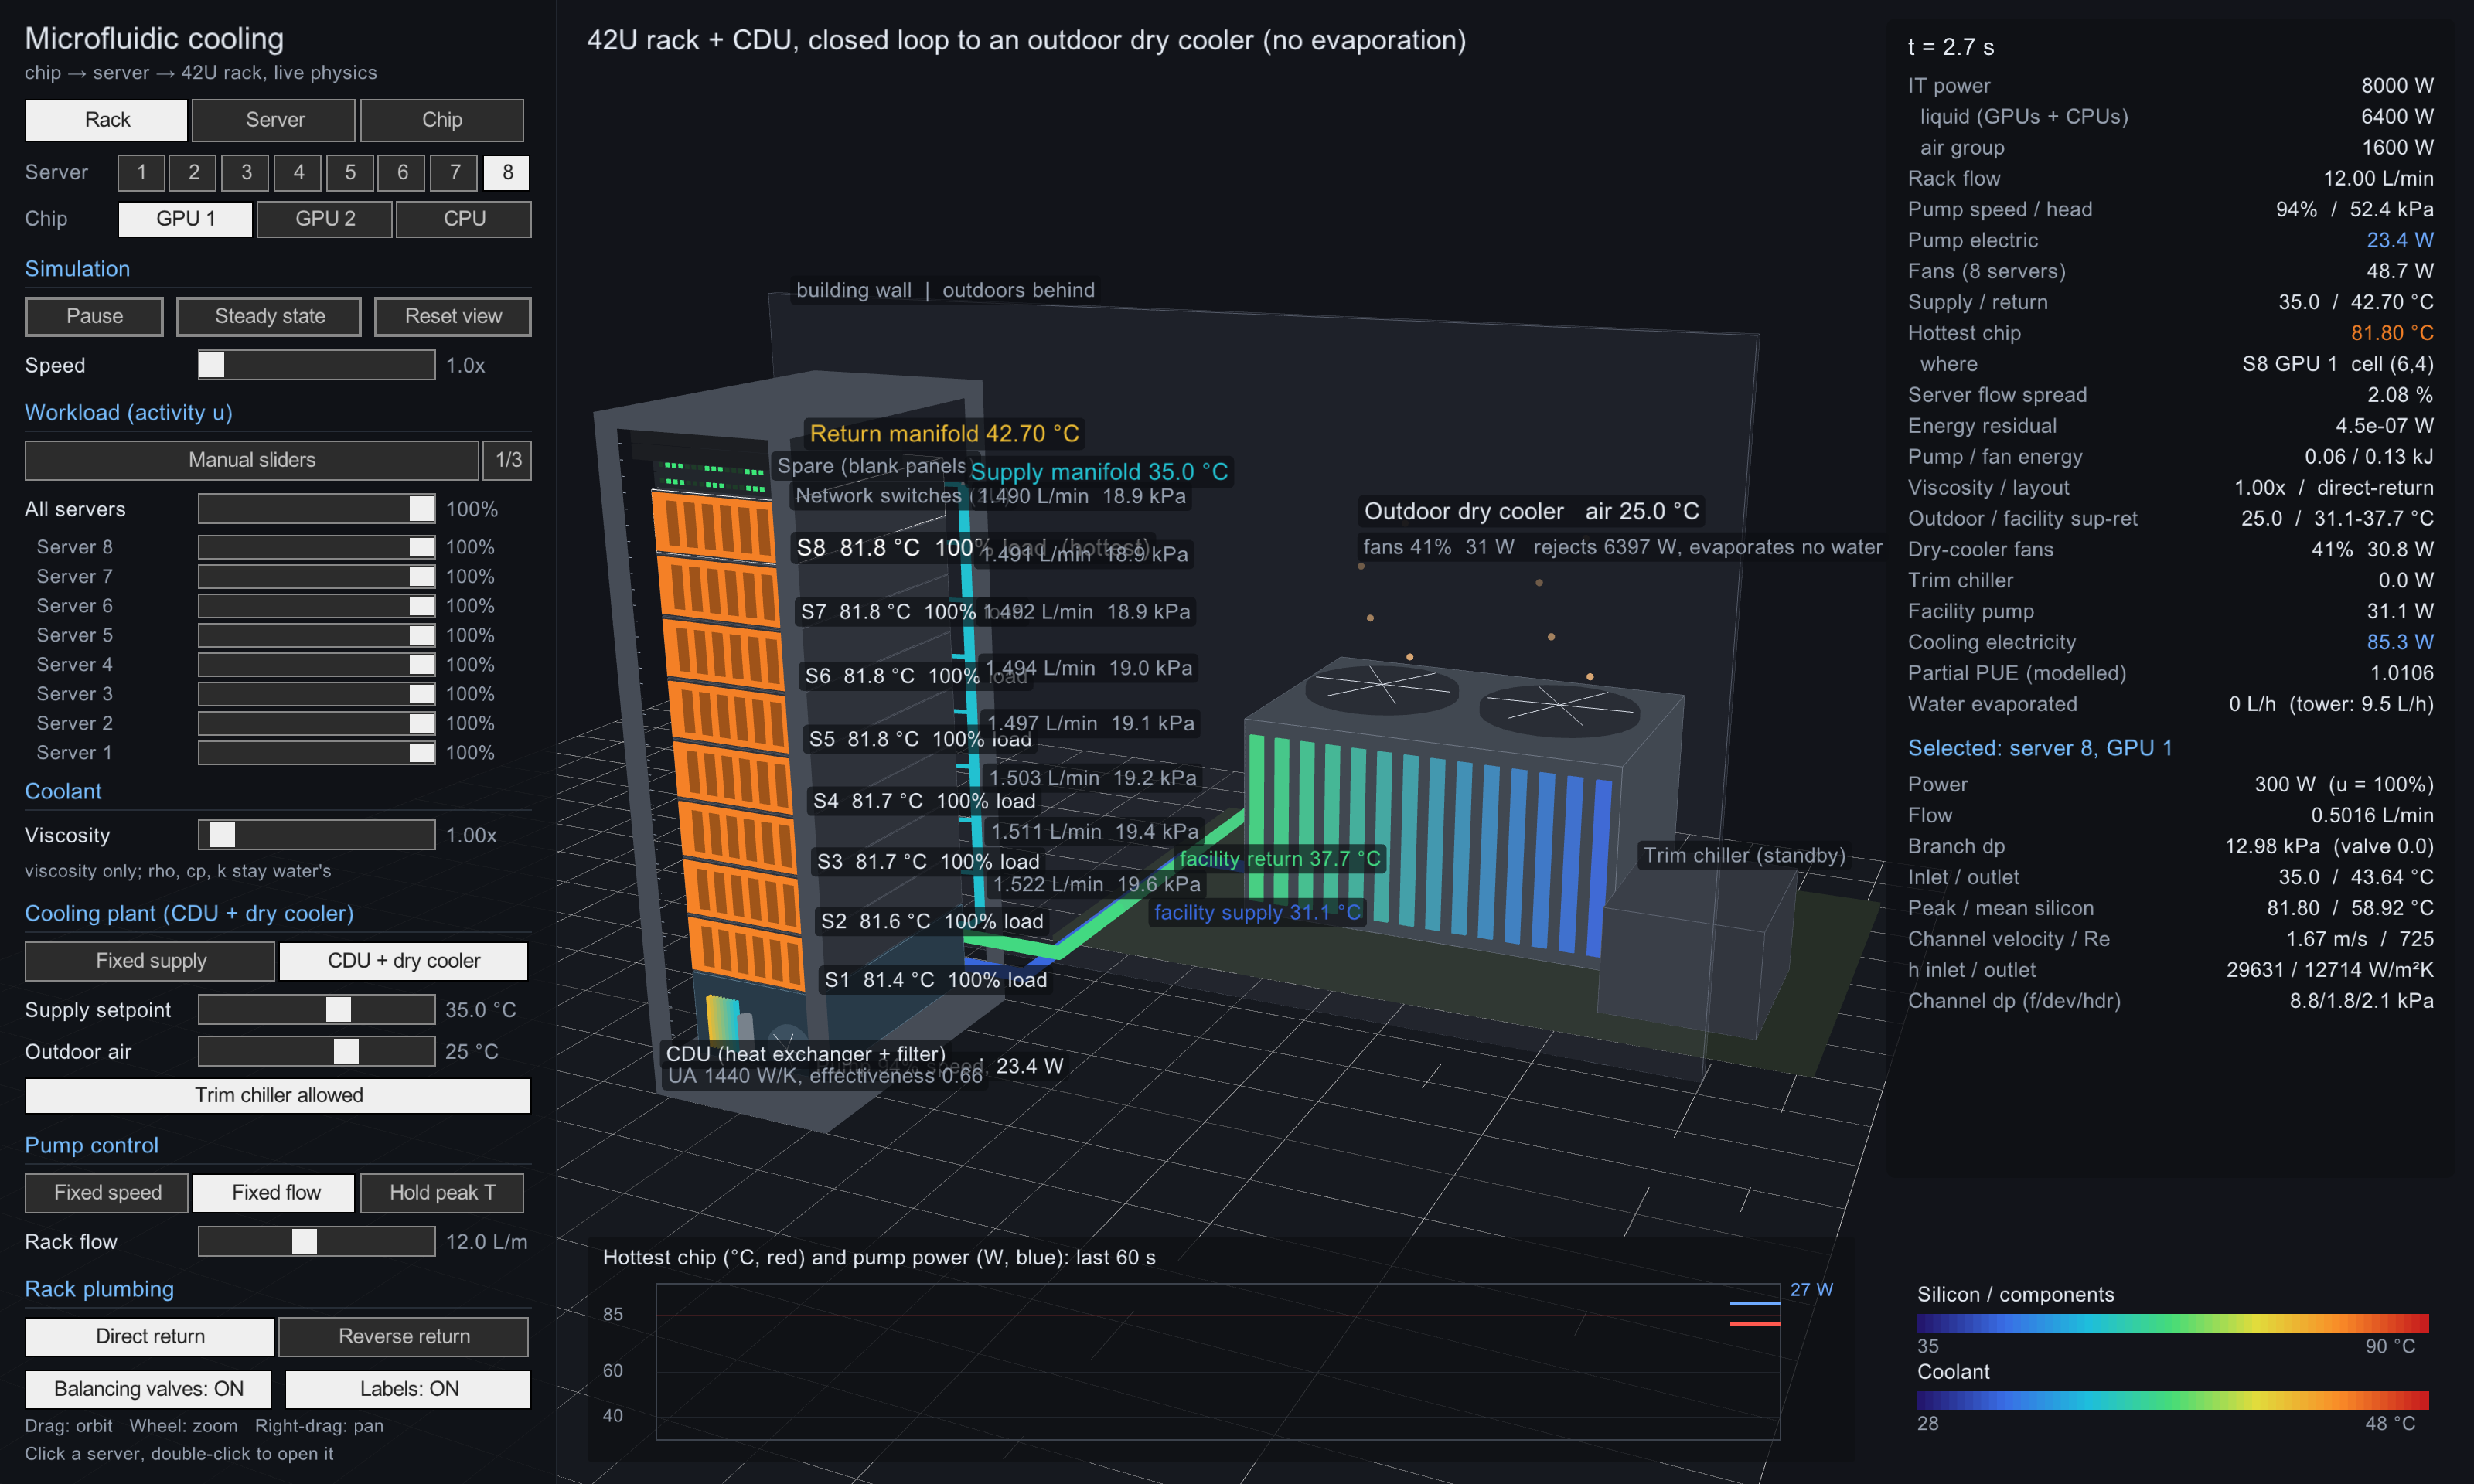 Microfluidic cooling
chip → server → 42U rack, live physics
Rack Server Chip
Server 1 2 3 4 5 6 7 8
Chip GPU 1 GPU 2 CPU
Simulation
Pause Steady state Reset view
Speed 1.0x
Workload (activity u)
Manual sliders 1/3
All servers 100%
Server 8 100%
Server 7 100%
Server 6 100%
Server 5 100%
Server 4 100%
Server 3 100%
Server 2 100%
Server 1 100%
Coolant
Viscosity 1.00x
viscosity only; rho, cp, k stay water's
Cooling plant (CDU + dry cooler)
Fixed supply CDU + dry cooler
Supply setpoint 35.0 °C
Outdoor air 25 °C
Trim chiller allowed
Pump control
Fixed speed Fixed flow Hold peak T
Rack flow 12.0 L/m
Rack plumbing
Direct return Reverse return
Balancing valves: ON Labels: ON
Drag: orbit Wheel: zoom Right-drag: pan
Click a server, double-click to open it
42U rack + CDU, closed loop to an outdoor dry cooler (no evaporation)
building wall | outdoors behind
Return manifold 42.70 °C
Spare (blank panels
Supply manifold 35.0 °C
Network switches
1.490 L/min 18.9 kPa
S8 81.8 °C 100% load (hottest)
1.491 L/min 18.9 kPa
S7 81.8 °C 100%
1.492 L/min 18.9 kPa
S6 81.8 °C 100% load
1.494 L/min 19.0 kPa
S5 81.8 °C 100% load
1.497 L/min 19.1 kPa
S4 81.7 °C 100% load
1.503 L/min 19.2 kPa
S3 81.7 °C 100% load
1.511 L/min 19.4 kPa
S2 81.6 °C 100% load
1.522 L/min 19.6 kPa
S1 81.4 °C 100% load
CDU (heat exchanger + filter)
UA 1440 W/K, effectiveness 0.66
23.4 W
Outdoor dry cooler air 25.0 °C
fans 41% 31 W rejects 6397 W, evaporates no water
facility return 37.7 °C
facility supply 31.1 °C
Trim chiller (standby)
Hottest chip (°C, red) and pump power (W, blue): last 60 s
27 W
85
60
40
t = 2.7 s
IT power 8000 W
liquid (GPUs + CPUs) 6400 W
air group 1600 W
Rack flow 12.00 L/min
Pump speed / head 94% / 52.4 kPa
Pump electric 23.4 W
Fans (8 servers) 48.7 W
Supply / return 35.0 / 42.70 °C
Hottest chip 81.80 °C
where S8 GPU 1 cell (6,4)
Server flow spread 2.08 %
Energy residual 4.5e-07 W
Pump / fan energy 0.06 / 0.13 kJ
Viscosity / layout 1.00x / direct-return
Outdoor / facility sup-ret 25.0 / 31.1-37.7 °C
Dry-cooler fans 41% 30.8 W
Trim chiller 0.0 W
Facility pump 31.1 W
Cooling electricity 85.3 W
Partial PUE (modelled) 1.0106
Water evaporated 0 L/h (tower: 9.5 L/h)
Selected: server 8, GPU 1
Power 300 W (u = 100%)
Flow 0.5016 L/min
Branch dp 12.98 kPa (valve 0.0)
Inlet / outlet 35.0 / 43.64 °C
Peak / mean silicon 81.80 / 58.92 °C
Channel velocity / Re 1.67 m/s / 725
h inlet / outlet 29631 / 12714 W/m²K
Channel dp (f/dev/hdr) 8.8/1.8/2.1 kPa
Silicon / components
35 90 °C
Coolant
28 48 °C